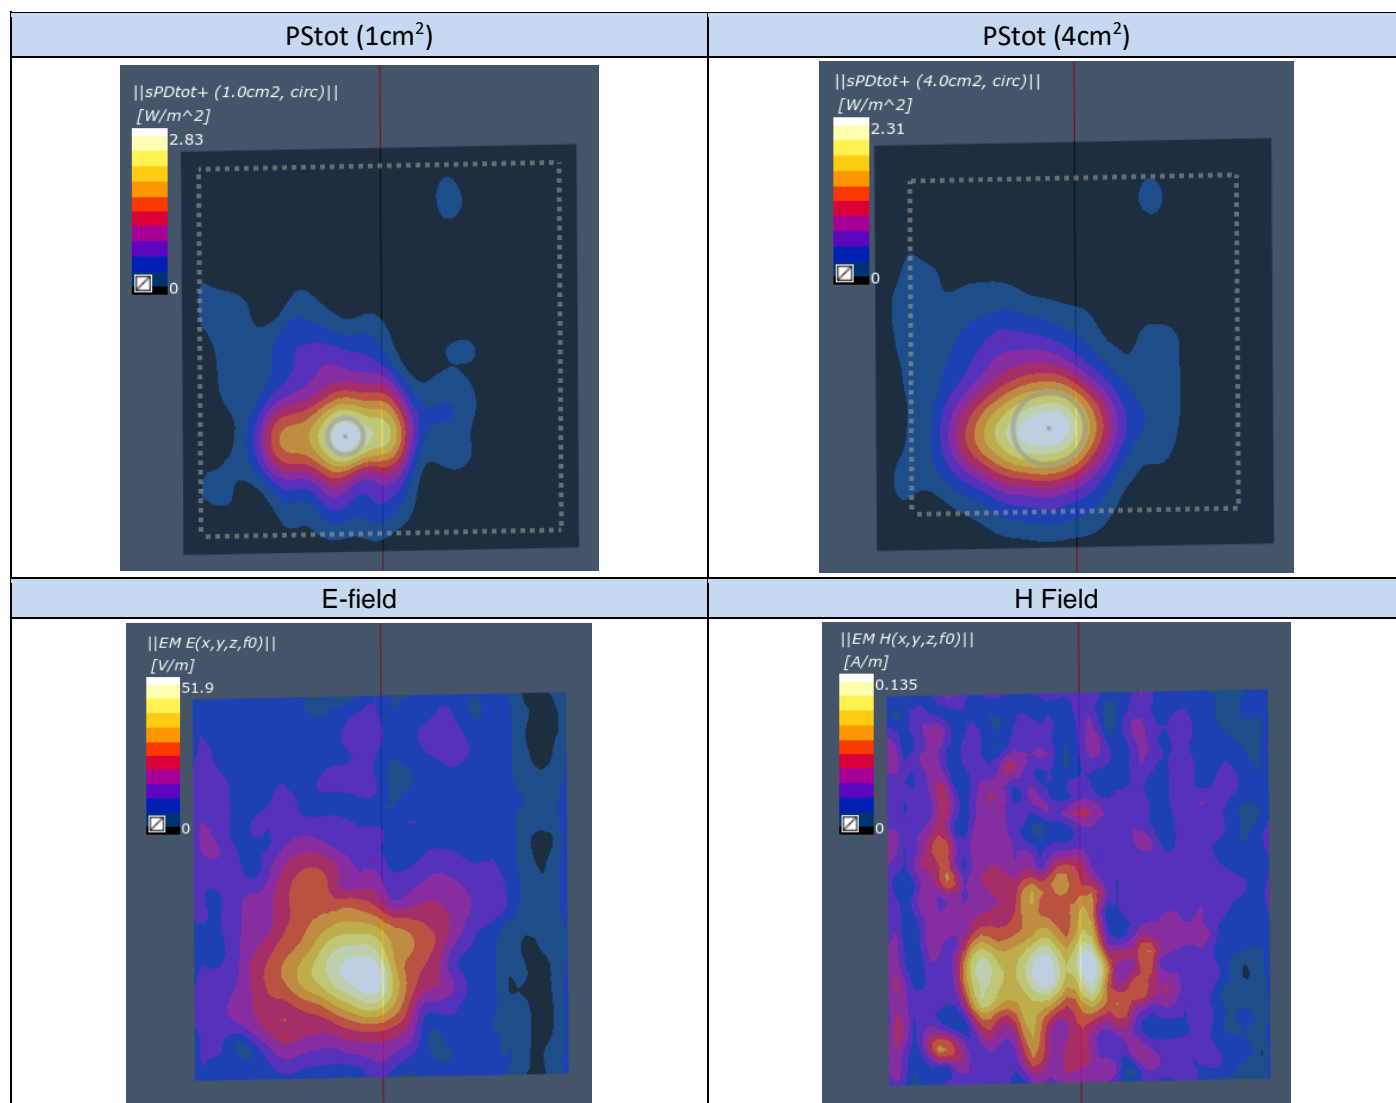 PStot (1cm²)
PStot (4cm²)
||sPDtot+ (1.0cm2, circ)||
[W/m^2]
2.83
0
||sPDtot+ (4.0cm2, circ)||
[W/m^2]
2.31
0
E-field
H Field
||EM E(x,y,z,f0)||
[V/m]
51.9
0
||EM H(x,y,z,f0)||
[A/m]
0.135
0